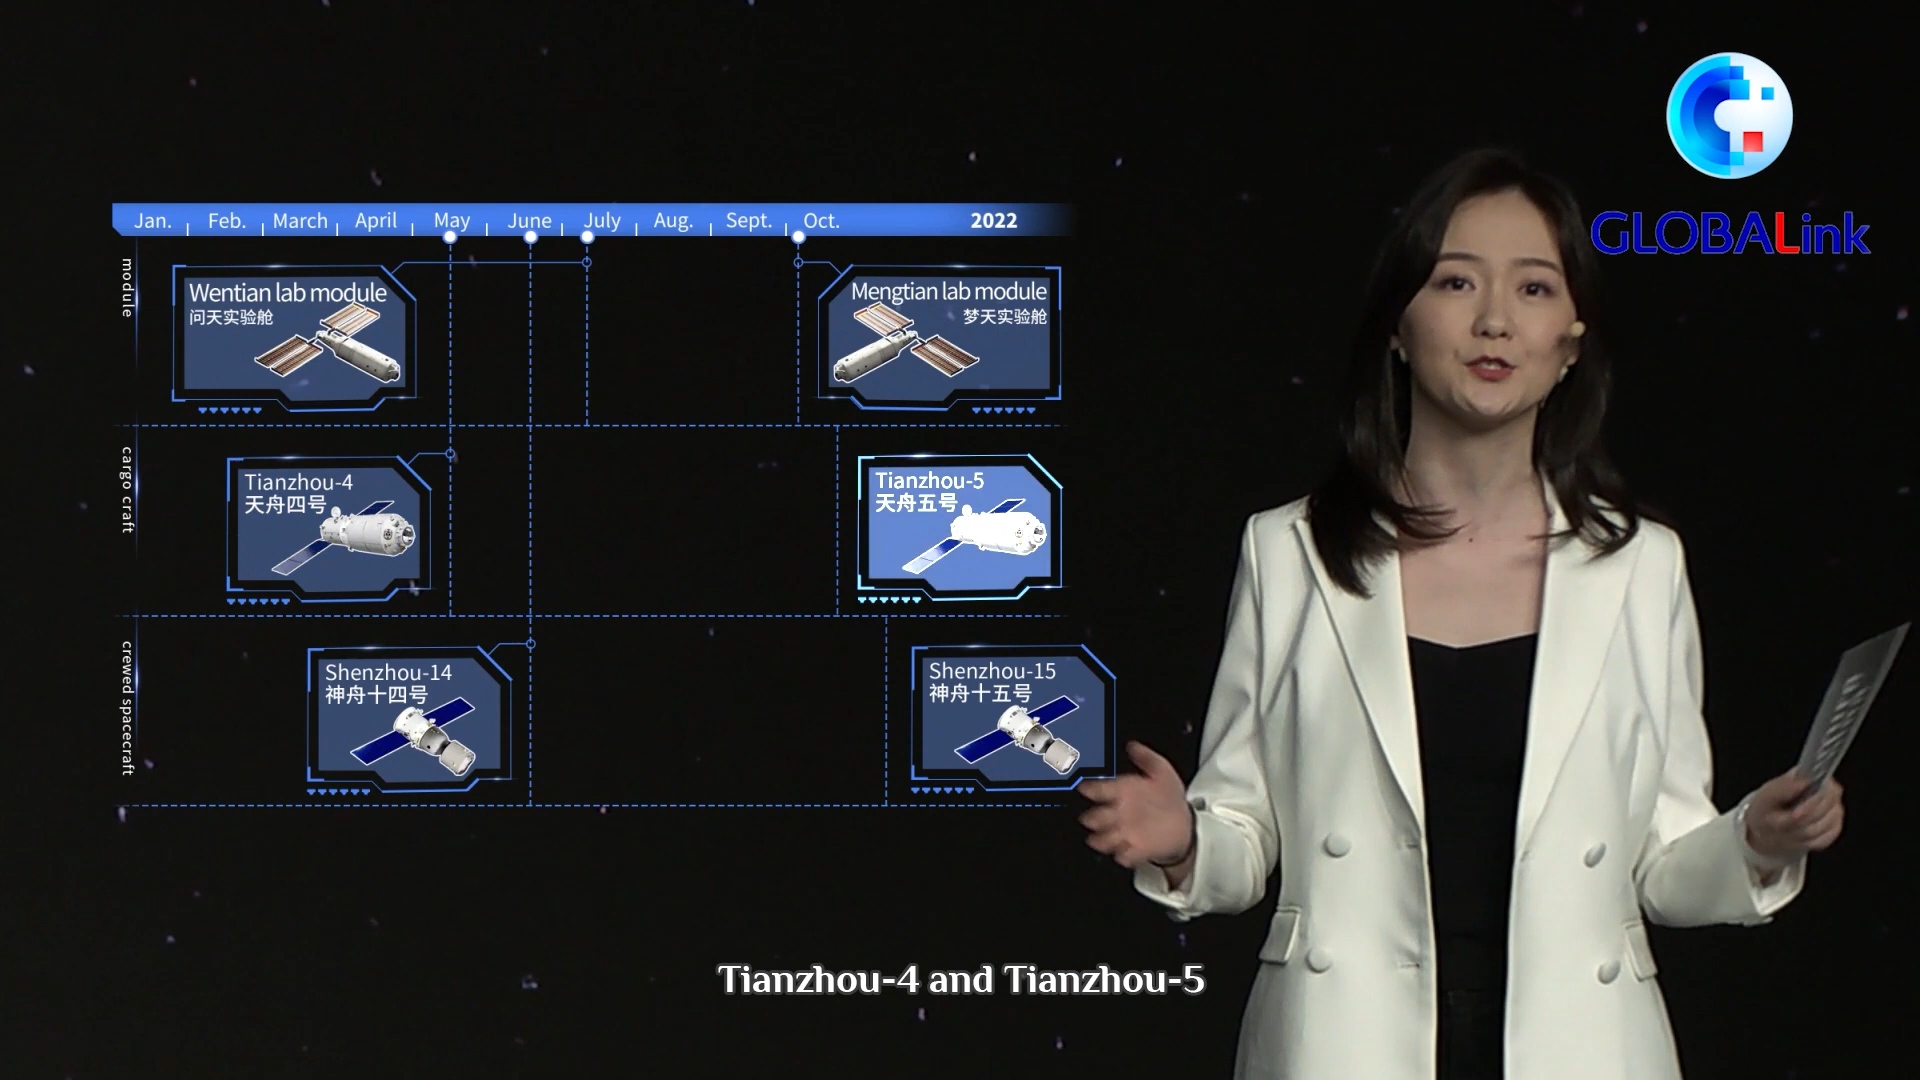 GLOBALink
Jan. Feb. March April May June July Aug. Sept. Oct. 2022
module
Wentian lab module
问天实验舱
Mengtian lab module
梦天实验舱
cargo craft
Tianzhou-4
天舟四号
Tianzhou-5
天舟五号
crewed spacecraft
Shenzhou-14
神舟十四号
Shenzhou-15
神舟十五号
Tianzhou-4 and Tianzhou-5